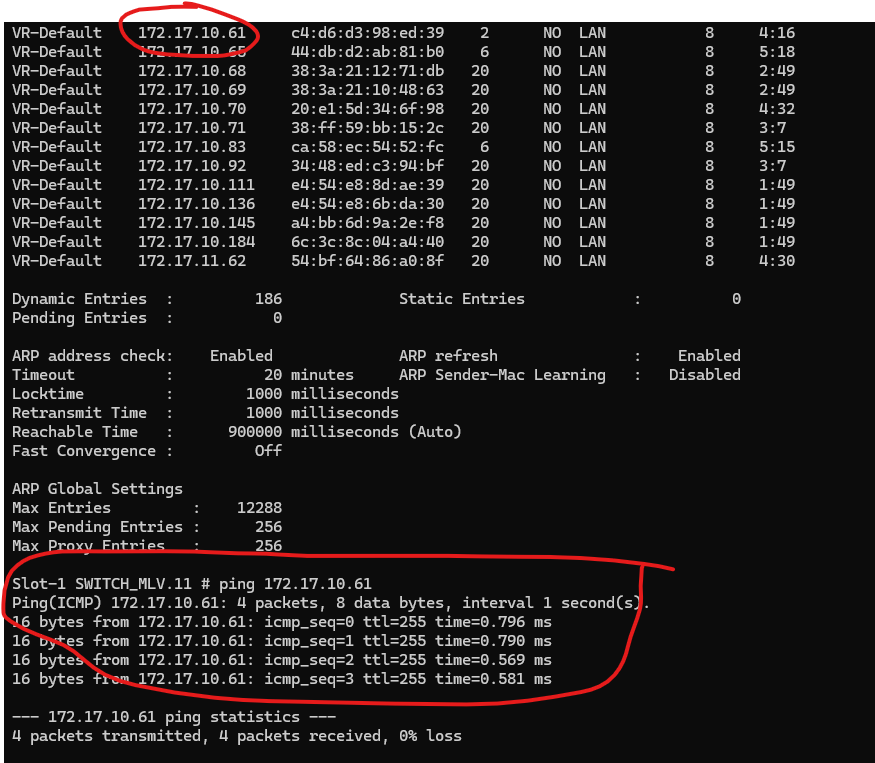 VR-Default    172.17.10.61     c4:d6:d3:98:ed:39    2      NO  LAN           8     4:16
VR-Default    172.17.10.65     44:db:d2:ab:81:b0    6      NO  LAN           8     5:18
VR-Default    172.17.10.68     38:3a:21:12:71:db   20      NO  LAN           8     2:49
VR-Default    172.17.10.69     38:3a:21:10:48:63   20      NO  LAN           8     2:49
VR-Default    172.17.10.70     20:e1:5d:34:6f:98   20      NO  LAN           8     4:32
VR-Default    172.17.10.71     38:ff:59:bb:15:2c   20      NO  LAN           8     3:7
VR-Default    172.17.10.83     ca:58:ec:54:52:fc    6      NO  LAN           8     5:15
VR-Default    172.17.10.92     34:48:ed:c3:94:bf   20      NO  LAN           8     3:7
VR-Default    172.17.10.111    e4:54:e8:8d:ae:39   20      NO  LAN           8     1:49
VR-Default    172.17.10.136    e4:54:e8:6b:da:30   20      NO  LAN           8     1:49
VR-Default    172.17.10.145    a4:bb:6d:9a:2e:f8   20      NO  LAN           8     1:49
VR-Default    172.17.10.184    6c:3c:8c:04:a4:40   20      NO  LAN           8     1:49
VR-Default    172.17.11.62     54:bf:64:86:a0:8f   20      NO  LAN           8     4:30
Dynamic Entries  :         186             Static Entries            :          0
Pending Entries  :           0
ARP address check:    Enabled              ARP refresh               :    Enabled
Timeout          :          20 minutes     ARP Sender-Mac Learning   :   Disabled
Locktime         :        1000 milliseconds
Retransmit Time  :        1000 milliseconds
Reachable Time   :      900000 milliseconds (Auto)
Fast Convergence :         Off
ARP Global Settings
Max Entries         :    12288
Max Pending Entries :      256
Max Proxy Entries   :      256
Slot-1 SWITCH_MLV.11 # ping 172.17.10.61
Ping(ICMP) 172.17.10.61: 4 packets, 8 data bytes, interval 1 second(s).
16 bytes from 172.17.10.61: icmp_seq=0 ttl=255 time=0.796 ms
16 bytes from 172.17.10.61: icmp_seq=1 ttl=255 time=0.790 ms
16 bytes from 172.17.10.61: icmp_seq=2 ttl=255 time=0.569 ms
16 bytes from 172.17.10.61: icmp_seq=3 ttl=255 time=0.581 ms
--- 172.17.10.61 ping statistics ---
4 packets transmitted, 4 packets received, 0% loss